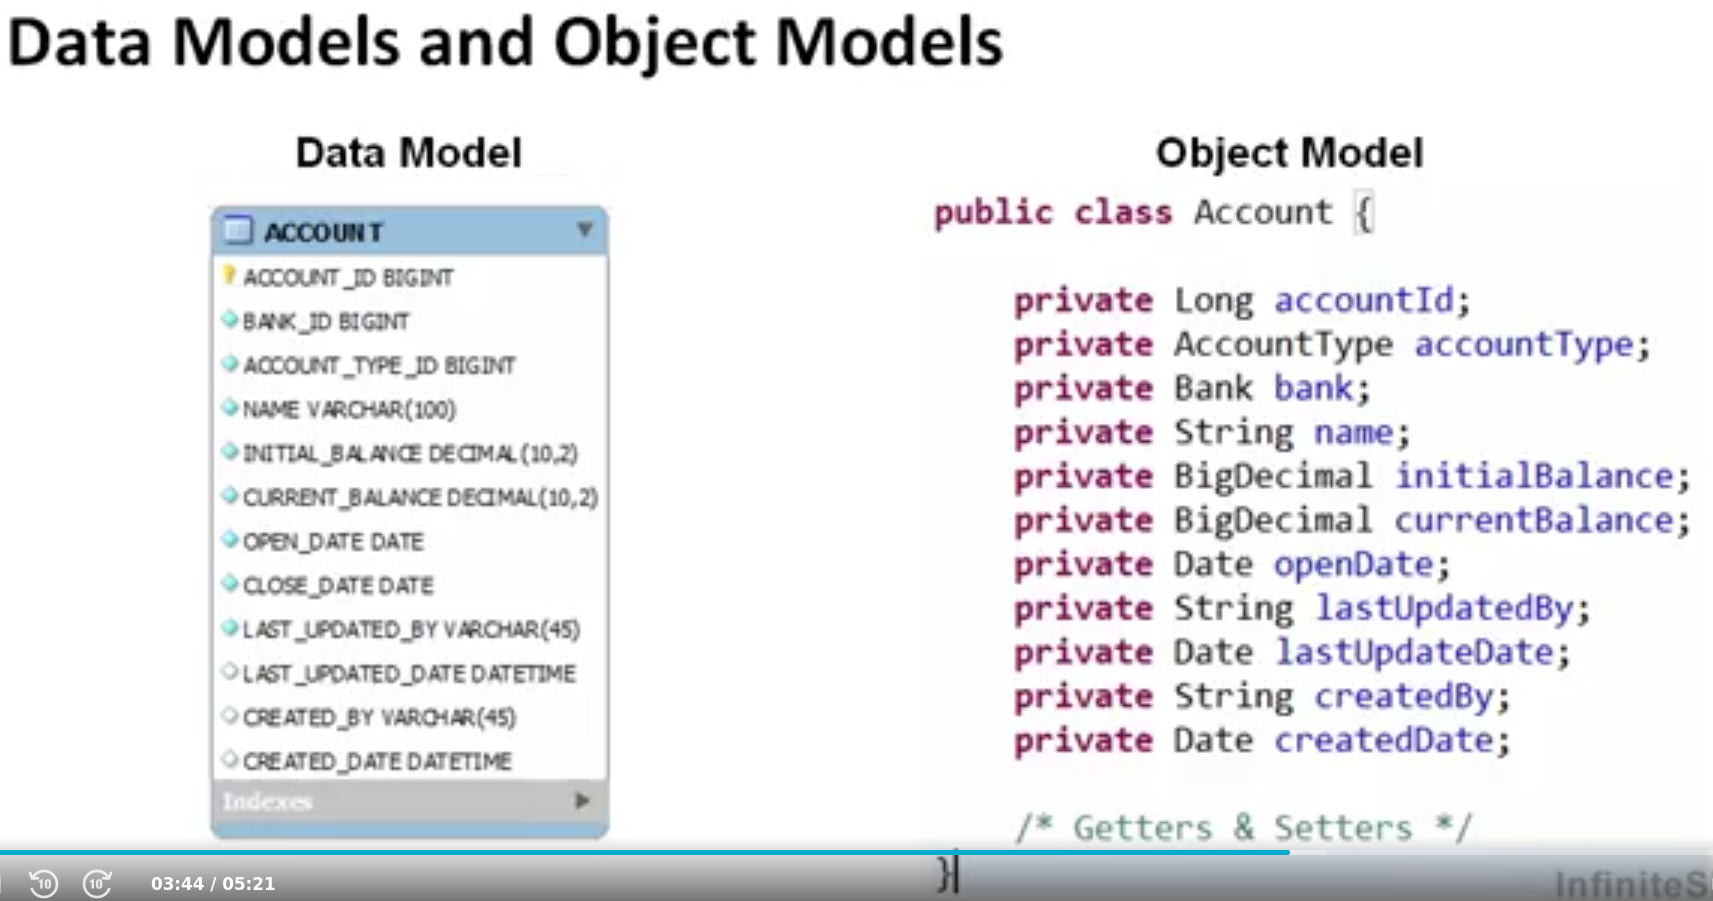 Data Models and Object Models
Data Model
ACCOUNT
ACCOUNT_ID BIGINT
BANK_ID BIGINT
ACCOUNT_TYPE_ID BIGINT
NAME VARCHAR(100)
INITIAL_BALANCE DECIMAL(10,2)
CURRENT_BALANCE DECIMAL(10,2)
OPEN_DATE DATE
CLOSE_DATE DATE
LAST_UPDATED_BY VARCHAR(45)
LAST_UPDATED_DATE DATETIME
CREATED_BY VARCHAR(45)
CREATED_DATE DATETIME
Indexes
Object Model
public class Account {
private Long accountId;
private AccountType accountType;
private Bank bank;
private String name;
private BigDecimal initialBalance;
private BigDecimal currentBalance;
private Date openDate;
private String lastUpdatedBy;
private Date lastUpdateDate;
private String createdBy;
private Date createdDate;
/* Getters & Setters */
}
10 10 03:44 / 05:21
InfiniteS